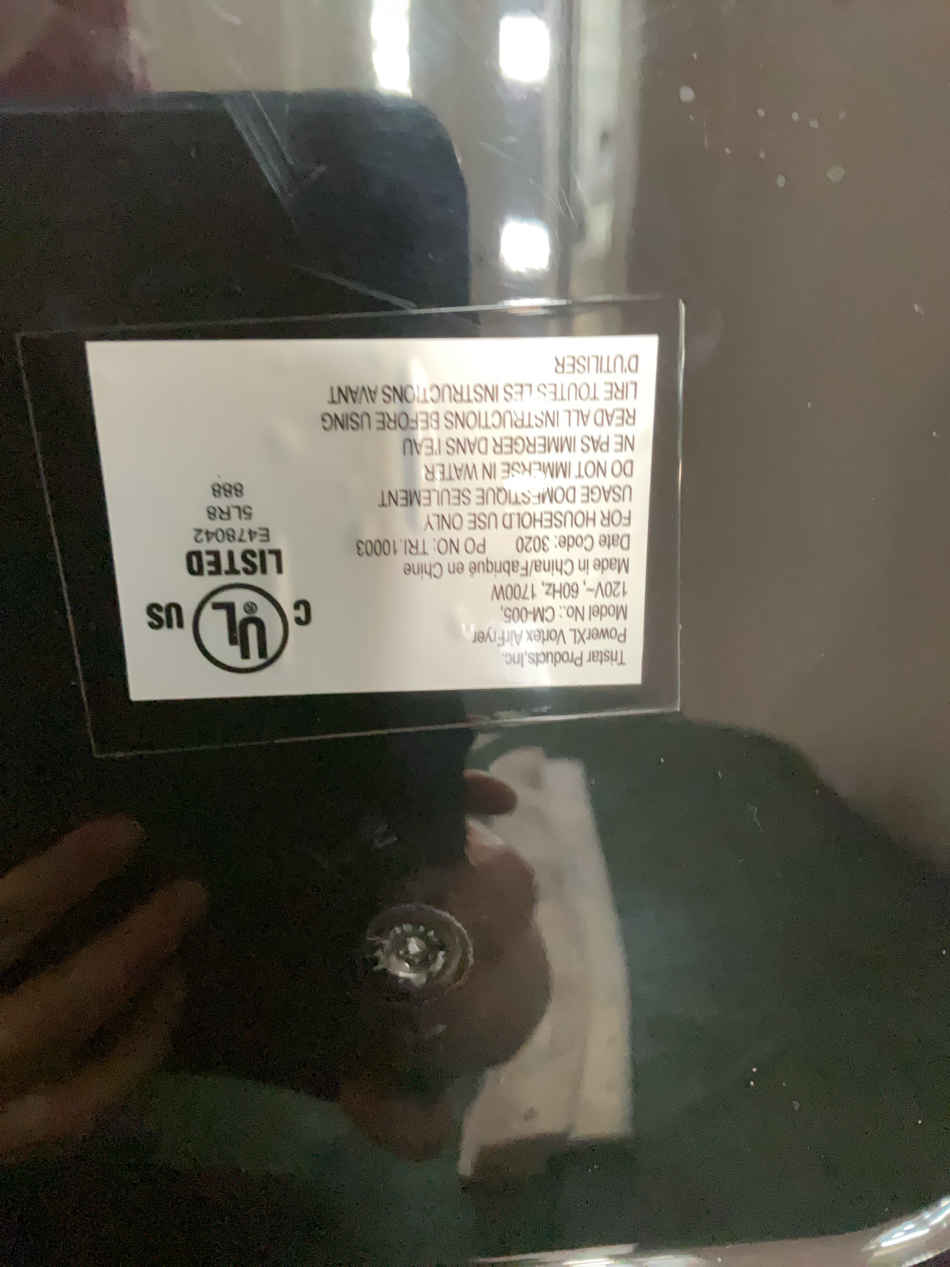 Tristar Products,Inc.
PowerXL Vortex AirFryer
Model No.: CM-005,
120V~, 60Hz, 1700W
Made in China/Fabriqué en Chine
Date Code: 3020 PO NO: TRI.10003
FOR HOUSEHOLD USE ONLY
USAGE DOMESTIQUE SEULEMENT
DO NOT IMMERSE IN WATER
NE PAS IMMERGER DANS l'EAU
READ ALL INSTRUCTIONS BEFORE USING
LIRE TOUTES LES INSTRUCTIONS AVANT
D'UTILISER
C UL® US
LISTED
E478042
5LR8
888